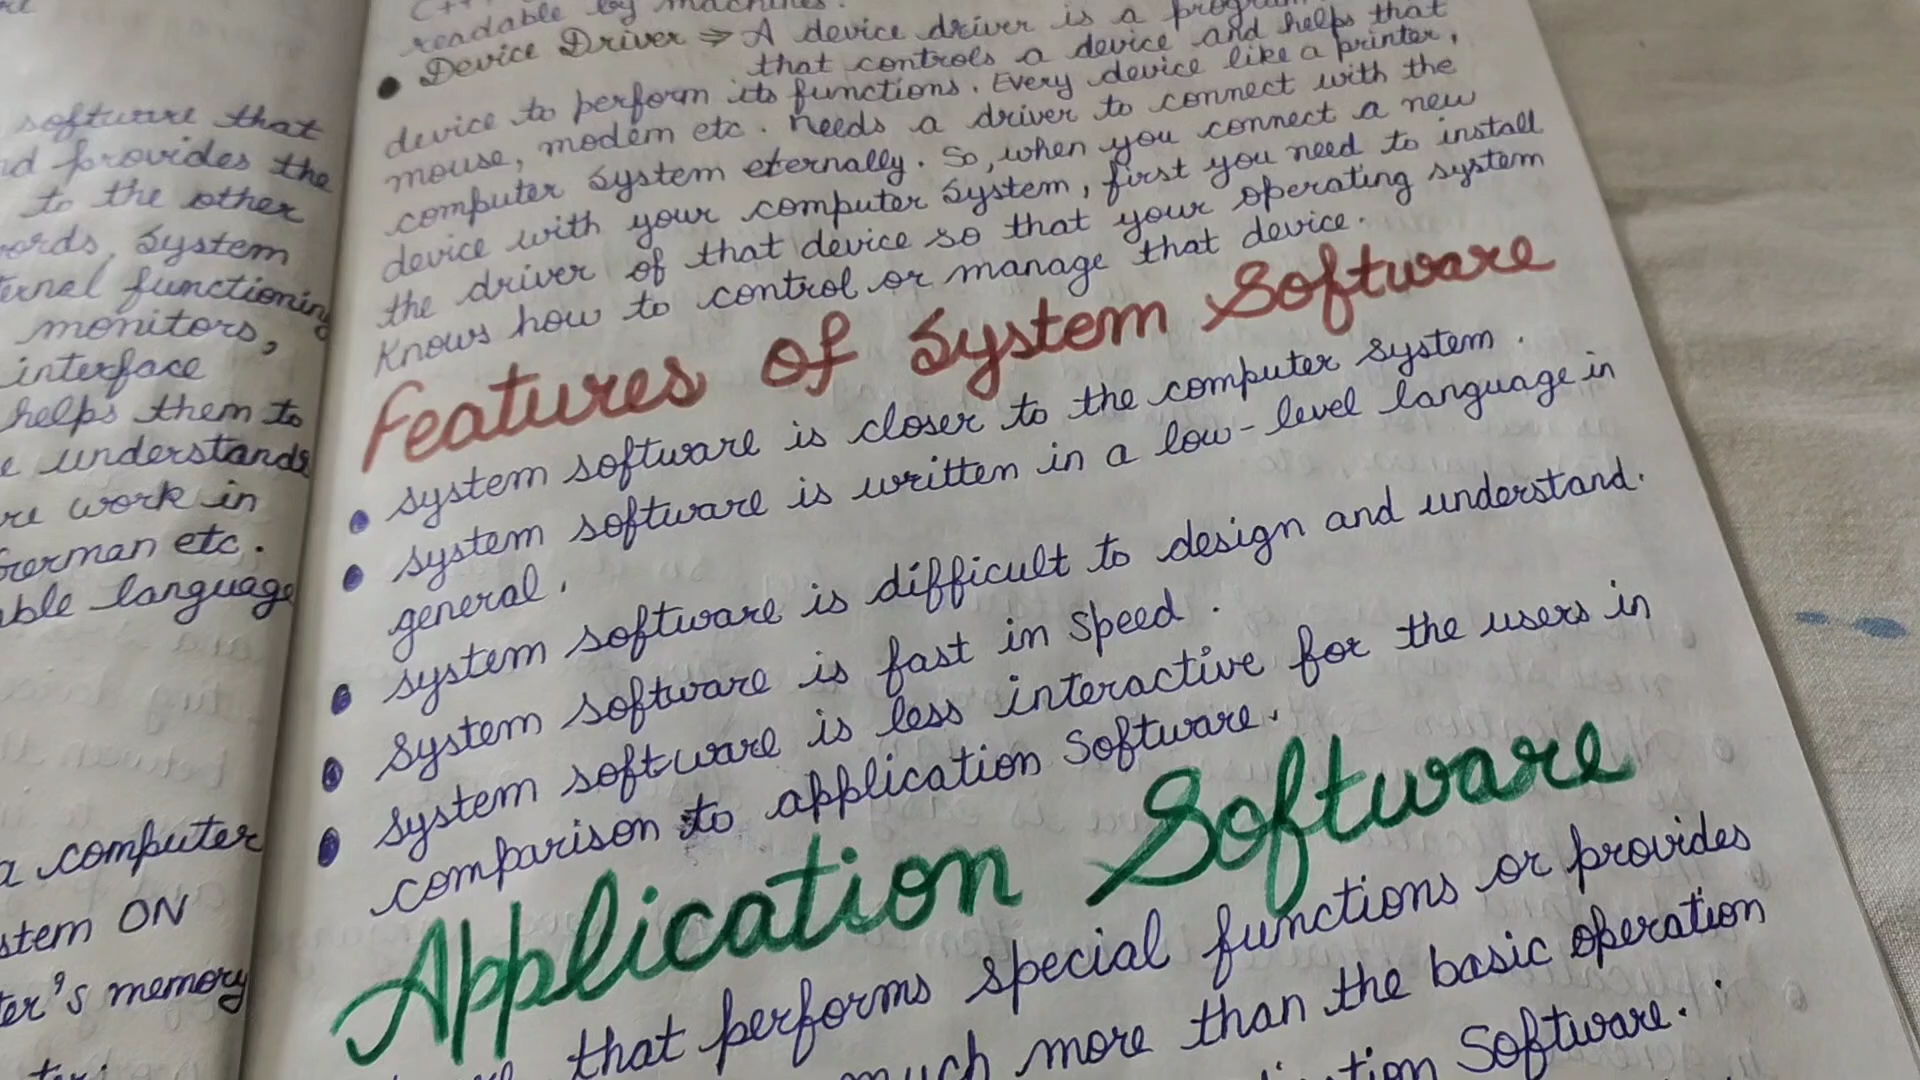 software that
nd provides the
to the other
ords, System
ernal functioning
monitors,
interface
helps them to
e understands
re work in
German etc.
able language
a computer
stem ON
ter's memory
C++
readable by machines.
Device Driver ⇒ A device driver is a program
that controls a device and helps that
device to perform its functions. Every device like a printer,
mouse, modem etc. needs a driver to connect with the
computer system eternally. So, when you connect a new
device with your computer system, first you need to install
the driver of that device so that your operating system
Knows how to control or manage that device.
Features of System Software
• system software is closer to the computer system.
• system software is written in a low-level language in
general.
• system software is difficult to design and understand.
• System software is fast in speed.
• System software is less interactive for the users in
comparison to application Software.
Application Software
that performs special functions or provides
much more than the basic operation
Software.